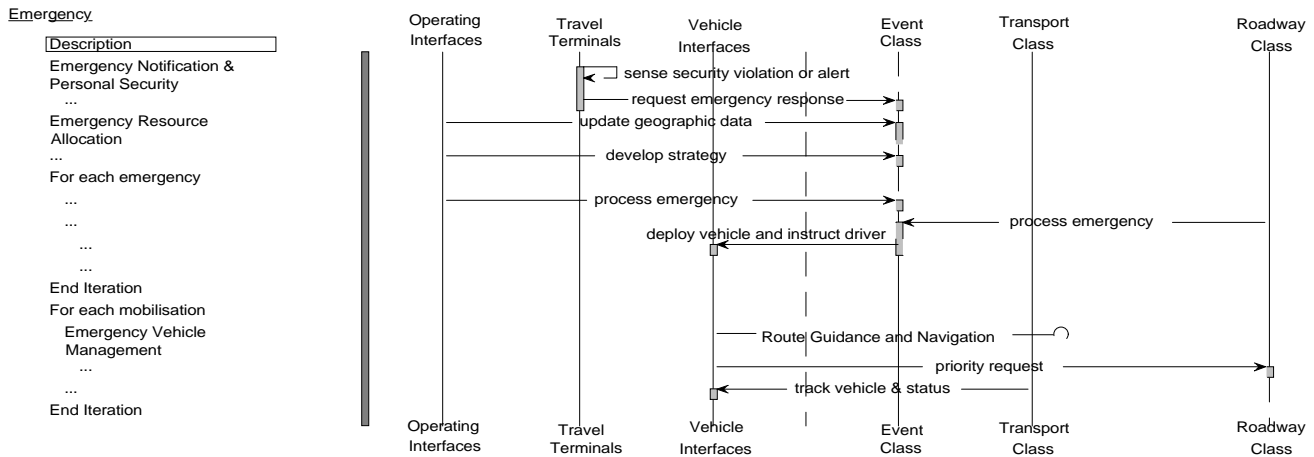 Emergency
Operating
Interfaces
Travel
Terminals
Vehicle
Interfaces
Event
Class
Transport
Class
Roadway
Class
Description
Emergency Notification &
Personal Security
...
Emergency Resource
Allocation
...
For each emergency
...
...
...
...
End Iteration
For each mobilisation
Emergency Vehicle
Management
...
...
End Iteration
sense security violation or alert
request emergency response
update geographic data
develop strategy
process emergency
process emergency
deploy vehicle and instruct driver
Route Guidance and Navigation
priority request
track vehicle & status
Operating
Interfaces
Travel
Terminals
Vehicle
Interfaces
Event
Class
Transport
Class
Roadway
Class